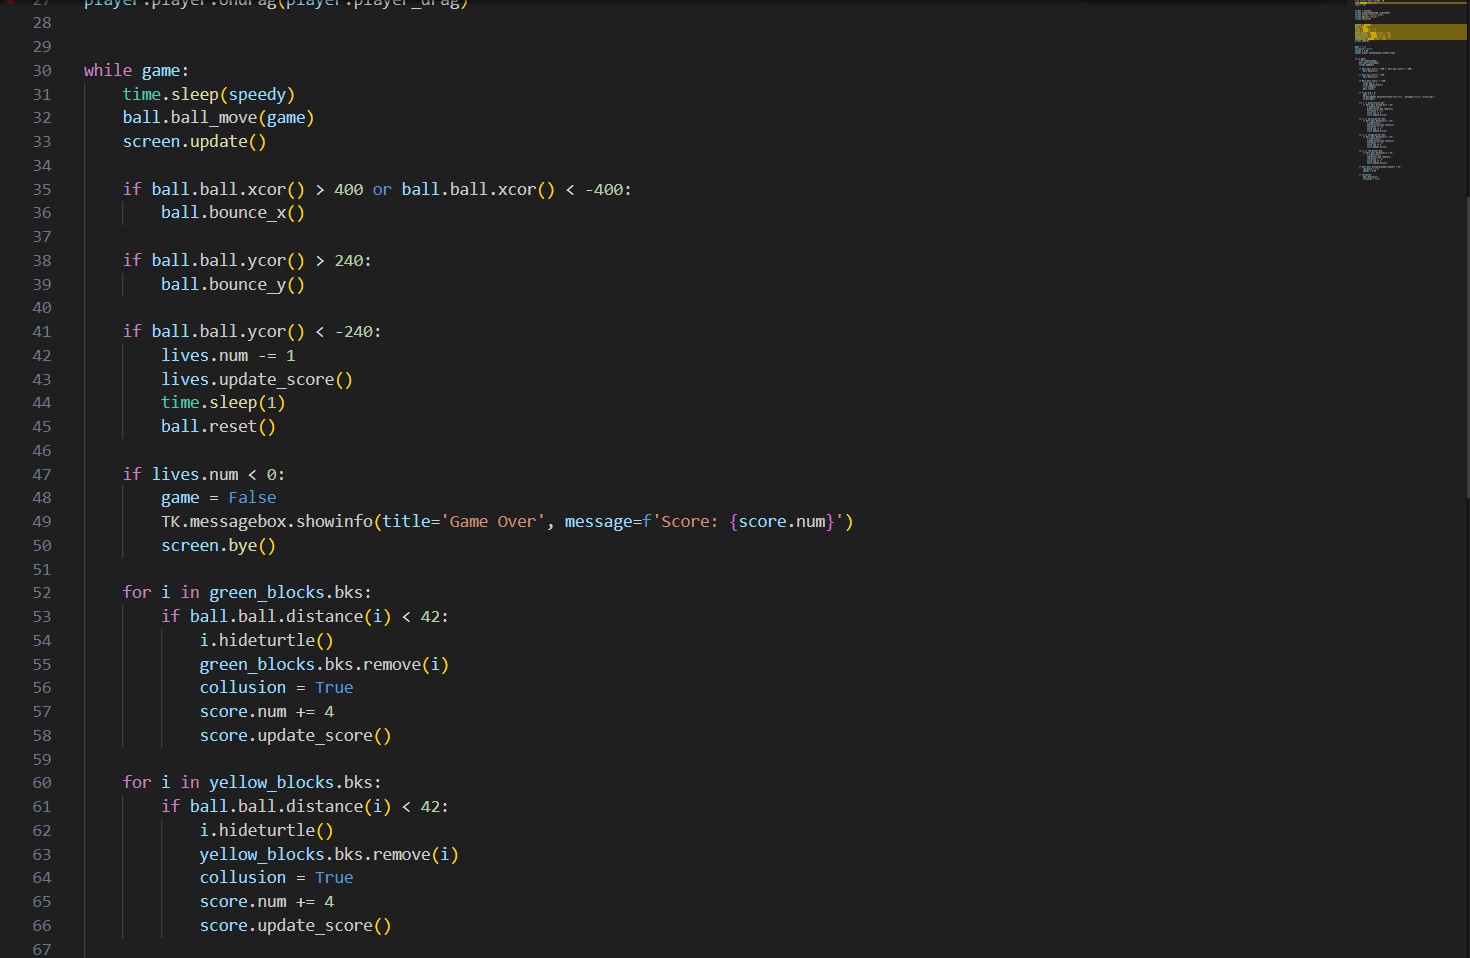 27 player.player.ondrag(player.player_drag)
28
29
30 while game:
31     time.sleep(speedy)
32     ball.ball_move(game)
33     screen.update()
34
35     if ball.ball.xcor() > 400 or ball.ball.xcor() < -400:
36         ball.bounce_x()
37
38     if ball.ball.ycor() > 240:
39         ball.bounce_y()
40
41     if ball.ball.ycor() < -240:
42         lives.num -= 1
43         lives.update_score()
44         time.sleep(1)
45         ball.reset()
46
47     if lives.num < 0:
48         game = False
49         TK.messagebox.showinfo(title='Game Over', message=f'Score: {score.num}')
50         screen.bye()
51
52     for i in green_blocks.bks:
53         if ball.ball.distance(i) < 42:
54             i.hideturtle()
55             green_blocks.bks.remove(i)
56             collusion = True
57             score.num += 4
58             score.update_score()
59
60     for i in yellow_blocks.bks:
61         if ball.ball.distance(i) < 42:
62             i.hideturtle()
63             yellow_blocks.bks.remove(i)
64             collusion = True
65             score.num += 4
66             score.update_score()
67